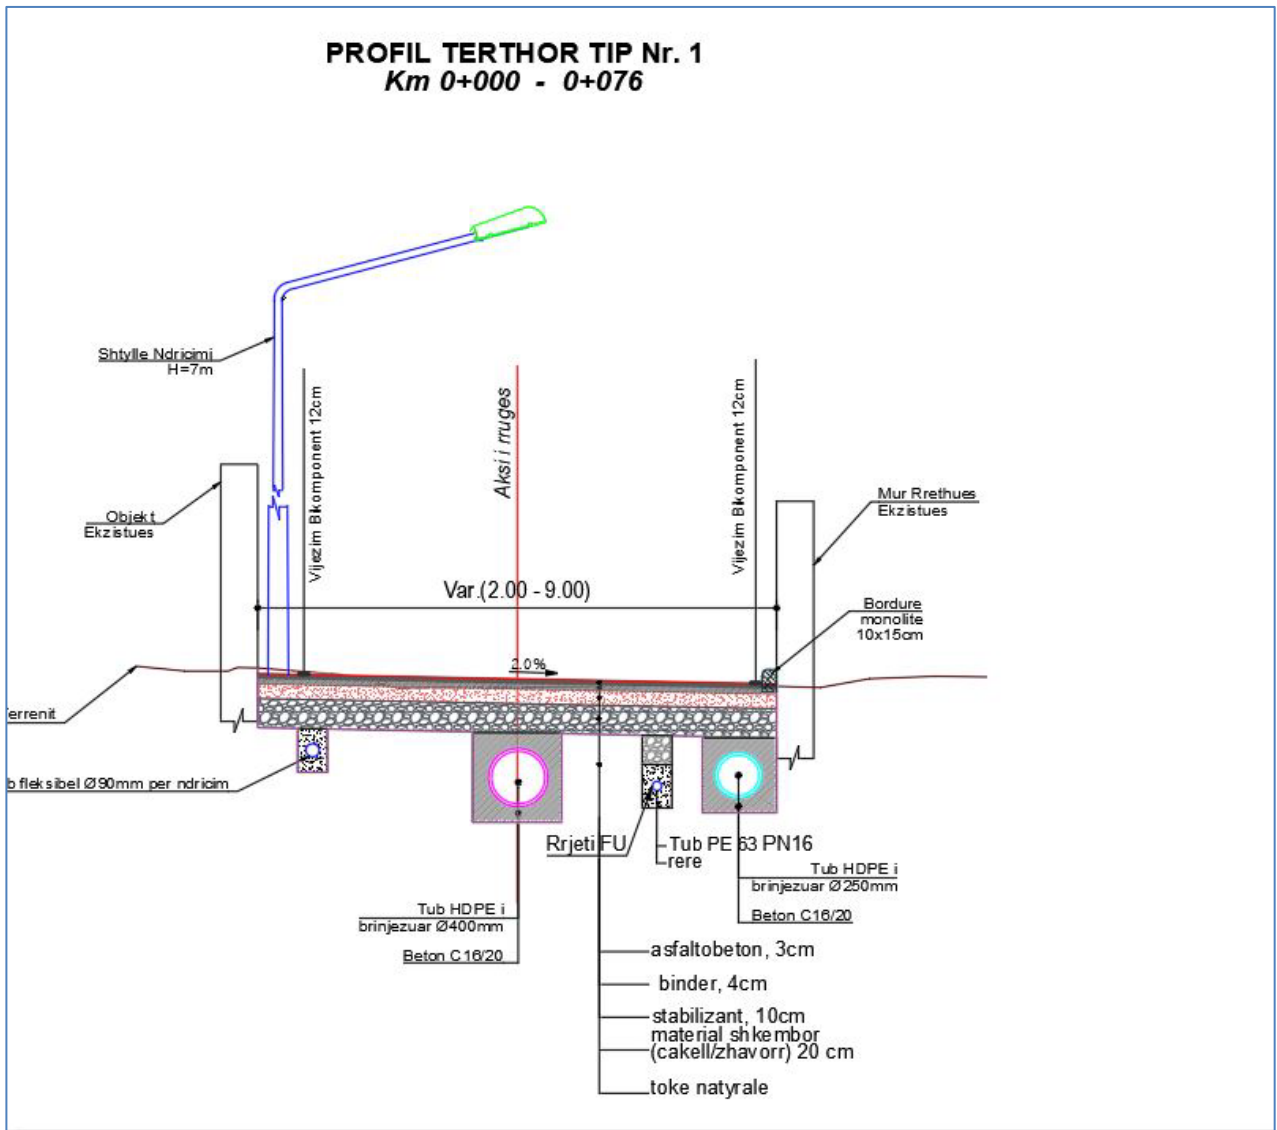 PROFIL TERTHOR TIP Nr. 1
Km 0+000 - 0+076
Shtylle Ndricimi
H=7m
Vijezim Bikomponent 12cm
Aksi i rruges
Vijezim Bikomponent 12cm
Objekt
Ekzistues
Mur Rrethues
Ekzistues
Var.(2.00 - 9.00)
Bordure
monolite
10x15cm
2.0%
errenit
b fleksibel Ø90mm per ndricim
Rrjeti FU
Tub PE 63 PN16
rere
Tub HDPE i
brinjezuar Ø250mm
Beton C16/20
Tub HDPE i
brinjezuar Ø400mm
Beton C16/20
asfaltobeton, 3cm
binder, 4cm
stabilizant, 10cm
material shkembor
(cakell/zhavorr) 20 cm
toke natyrale